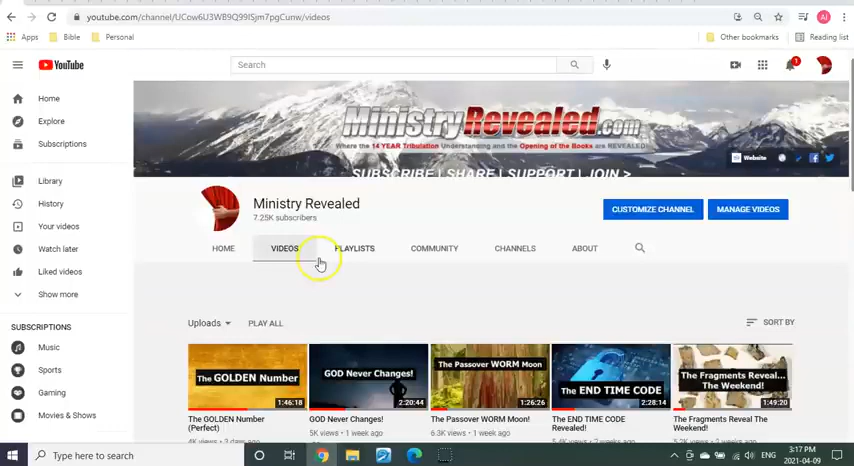 youtube.com/channel/UCow6U3WB9Q99ISjm7pgCunw/videos
AI
Apps Bible Personal Other bookmarks Reading list
YouTube Search 1
Home
Explore
Subscriptions
Library
History
Your videos
Watch later
Liked videos
Show more
SUBSCRIPTIONS
Music
Sports
Gaming
Movies & Shows
MinistryRevealed.com
Where the 14 YEAR Tribulation Understanding and the Opening of the Books are REVEALED!
SUBSCRIBE | SHARE | SUPPORT | JOIN >
Website
Ministry Revealed
7.25K subscribers
CUSTOMIZE CHANNEL MANAGE VIDEOS
HOME VIDEOS PLAYLISTS COMMUNITY CHANNELS ABOUT
Uploads PLAY ALL SORT BY
The GOLDEN Number
1:46:18
The GOLDEN Number (Perfect)
4K views • 3 days ago
GOD Never Changes!
2:20:44
GOD Never Changes!
5K views • 1 week ago
The Passover WORM Moon
1:26:26
The Passover WORM Moon!
6.3K views • 1 week ago
The END TIME CODE
2:28:14
The END TIME CODE Revealed!
The Fragments Reveal...
The Weekend!
1:49:20
The Fragments Reveal The Weekend!
Type here to search
ENG
3:17 PM
2021-04-09